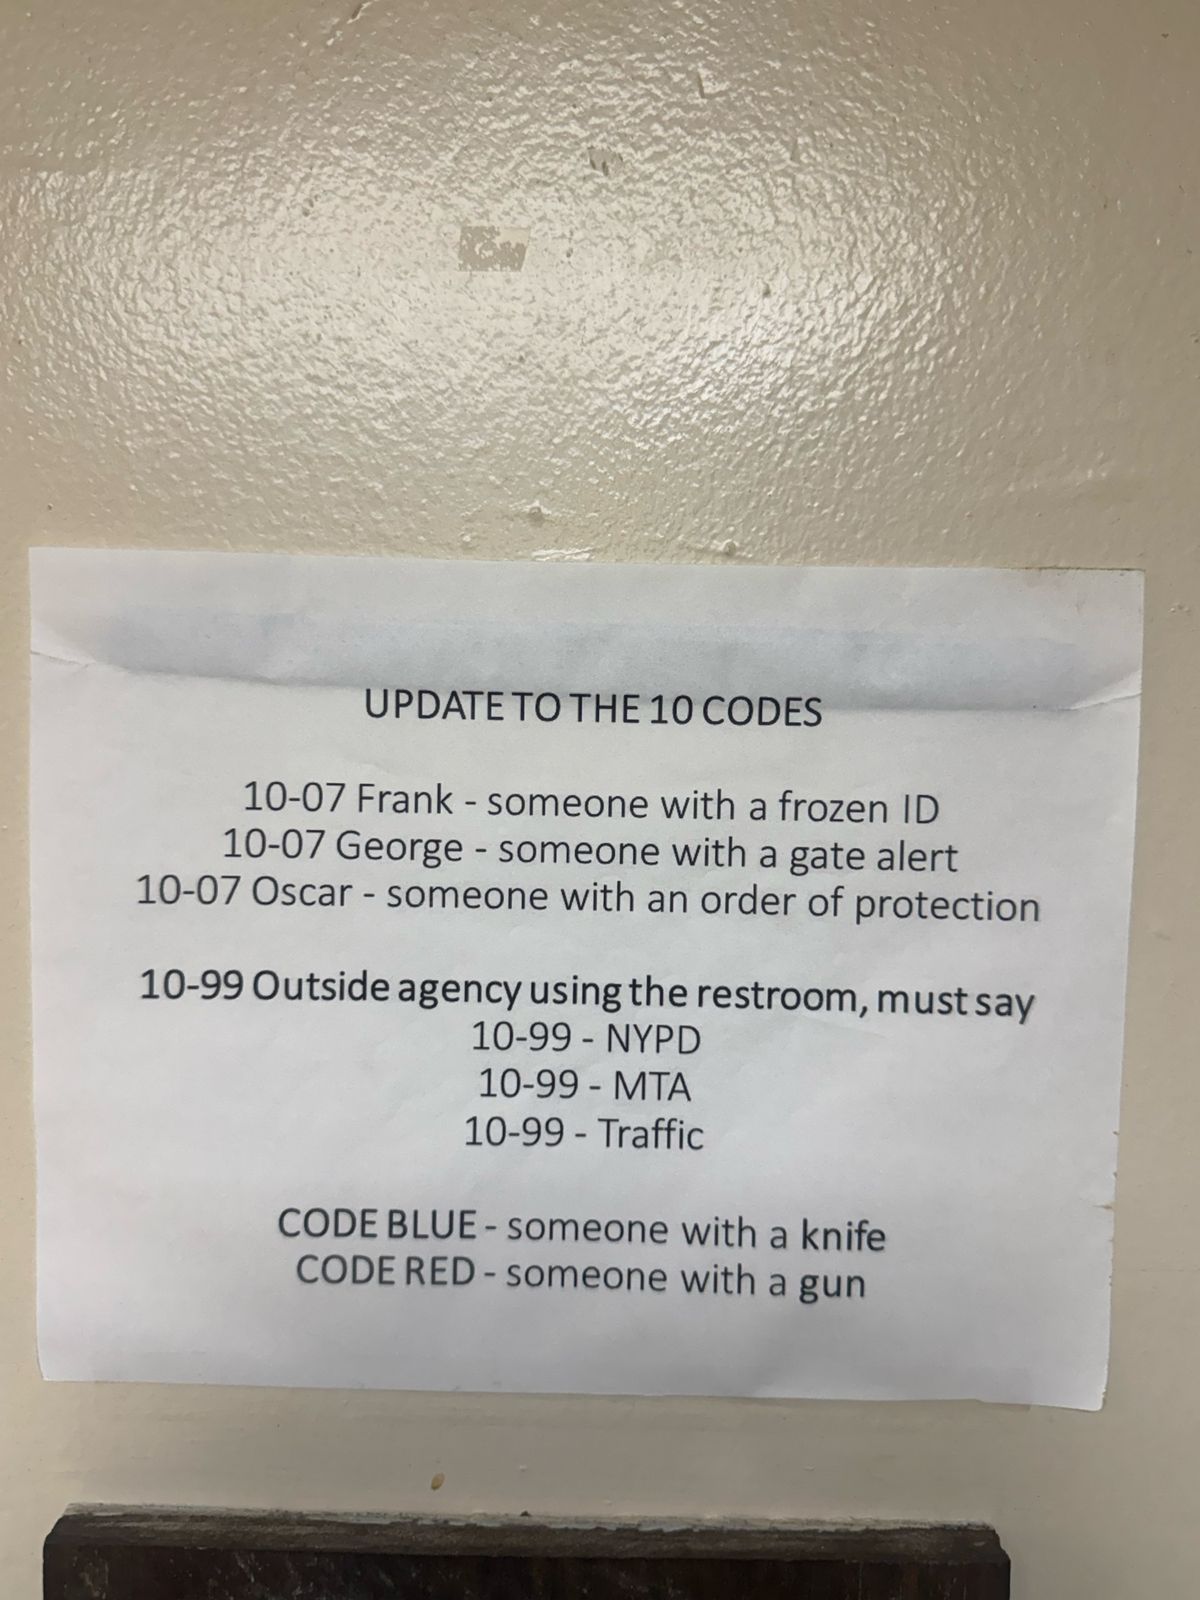 UPDATE TO THE 10 CODES
10-07 Frank - someone with a frozen ID
10-07 George - someone with a gate alert
10-07 Oscar - someone with an order of protection
10-99 Outside agency using the restroom, must say
10-99 - NYPD
10-99 - MTA
10-99 - Traffic
CODE BLUE - someone with a knife
CODE RED - someone with a gun